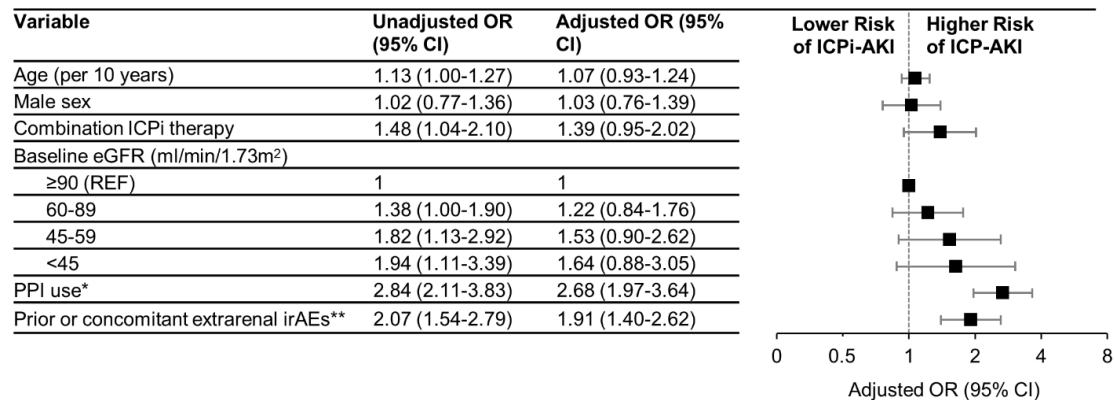 Variable Unadjusted OR (95% CI) Adjusted OR (95% CI)
Age (per 10 years) 1.13 (1.00-1.27) 1.07 (0.93-1.24)
Male sex 1.02 (0.77-1.36) 1.03 (0.76-1.39)
Combination ICPi therapy 1.48 (1.04-2.10) 1.39 (0.95-2.02)
Baseline eGFR (ml/min/1.73m²)
≥90 (REF) 1 1
60-89 1.38 (1.00-1.90) 1.22 (0.84-1.76)
45-59 1.82 (1.13-2.92) 1.53 (0.90-2.62)
<45 1.94 (1.11-3.39) 1.64 (0.88-3.05)
PPI use* 2.84 (2.11-3.83) 2.68 (1.97-3.64)
Prior or concomitant extrarenal irAEs** 2.07 (1.54-2.79) 1.91 (1.40-2.62)
Lower Risk of ICPi-AKI
Higher Risk of ICP-AKI
0 0.5 1 2 4 8
Adjusted OR (95% CI)